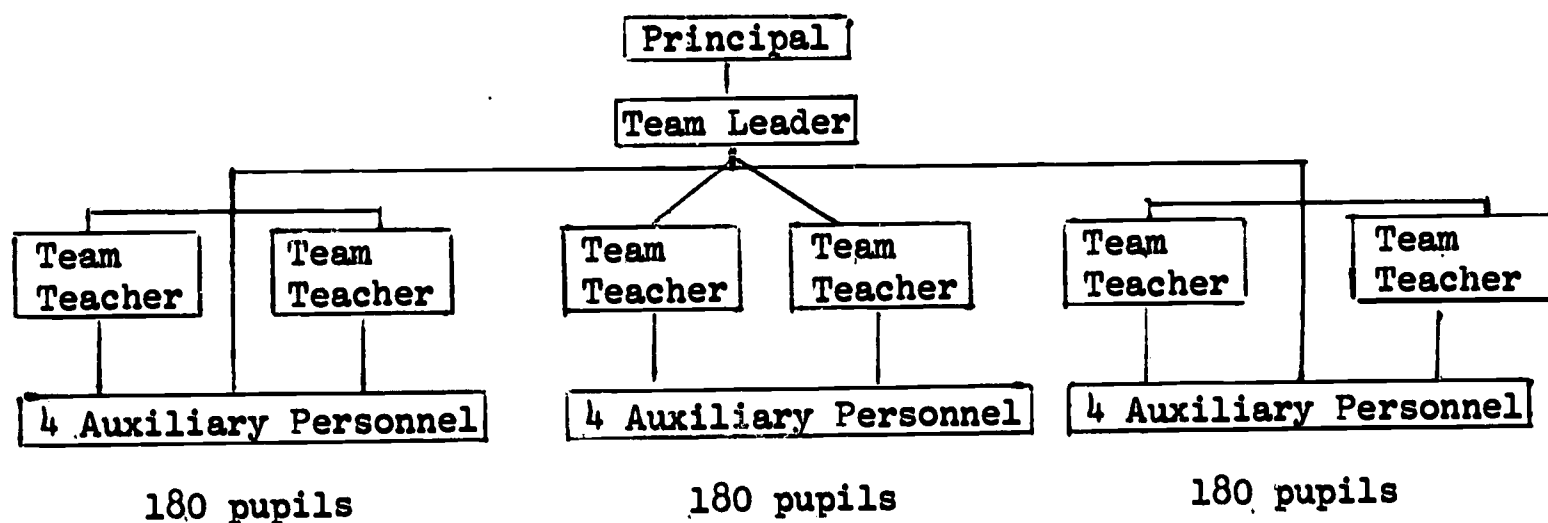 Principal
Team Leader
Team
Teacher
Team
Teacher
Team
Teacher
Team
Teacher
Team
Teacher
Team
Teacher
4 Auxiliary Personnel
4 Auxiliary Personnel
4 Auxiliary Personnel
180 pupils
180 pupils
180 pupils